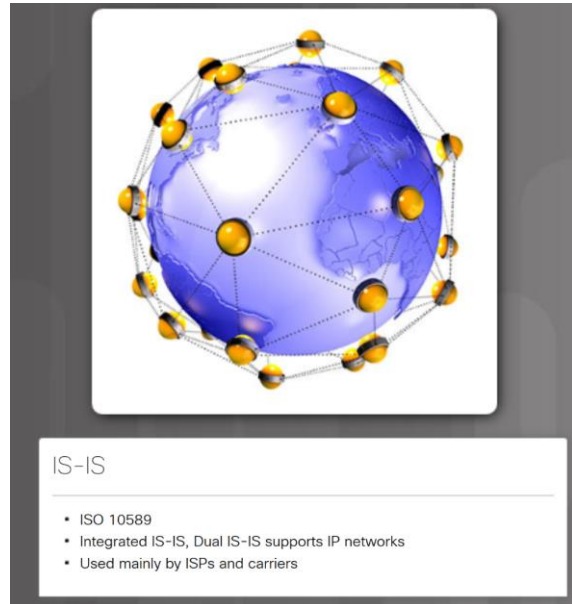 IS-IS
ISO 10589
Integrated IS-IS, Dual IS-IS supports IP networks
Used mainly by ISPs and carriers